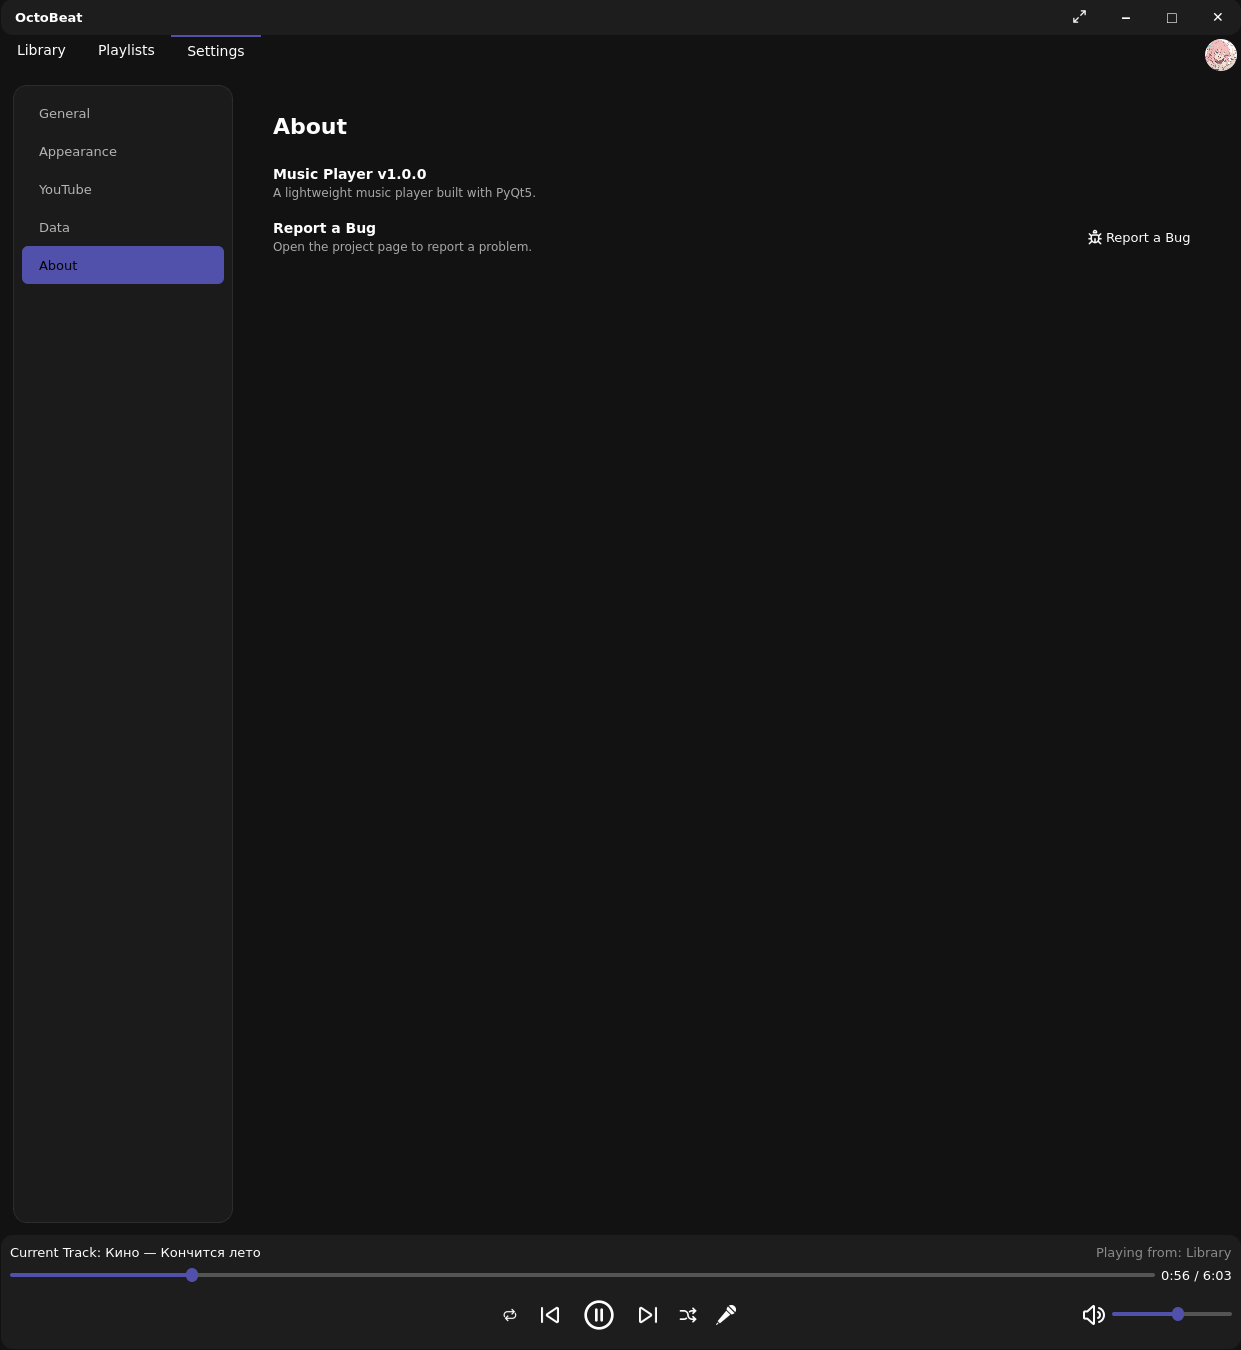 OctoBeat
Library Playlists Settings
General
Appearance
YouTube
Data
About
About
Music Player v1.0.0
A lightweight music player built with PyQt5.
Report a Bug
Open the project page to report a problem.
Report a Bug
Current Track: Кино — Кончится лето
Playing from: Library
0:56 / 6:03